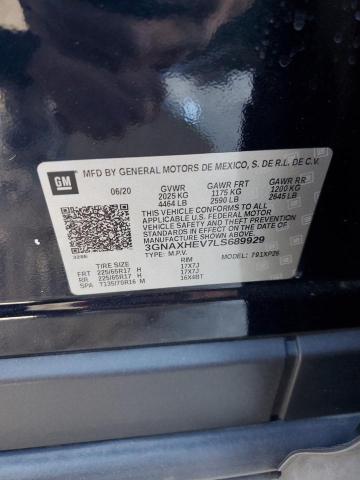 GM
MFD BY GENERAL MOTORS DE MEXICO, S. DE R.L. DE C.V.
06/20 GVWR GAWR FRT GAWR RR
2025 KG 1175 KG 1200 KG
4464 LB 2590 LB 2645 LB
THIS VEHICLE CONFORMS TO ALL
APPLICABLE U.S. FEDERAL MOTOR
VEHICLE SAFETY, BUMPER, AND THEFT
PREVENTION STANDARDS IN EFFECT ON
THE DATE OF MANUFACTURE SHOWN ABOVE.
3GNAXHEV7LS689929
TYPE: M.P.V. MODEL: T91XP26
TIRE SIZE RIM
FRT 225/65R17 H 17X7J
RR 225/65R17 H 17X7J
SPA T135/70R16 M 16X4BT